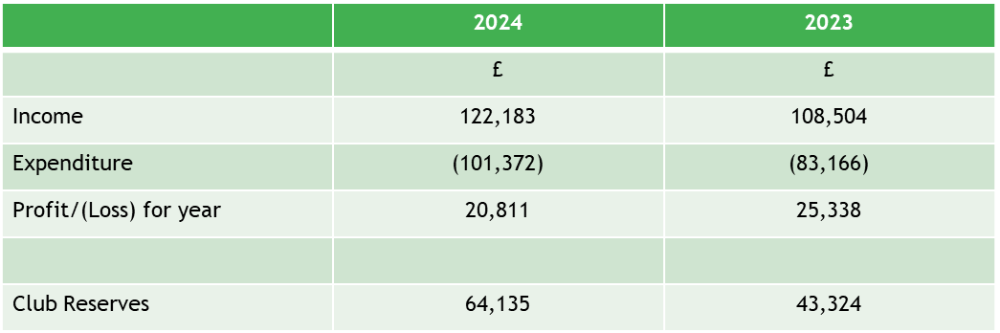 2024 2023
£ £
Income 122,183 108,504
Expenditure (101,372) (83,166)
Profit/(Loss) for year 20,811 25,338
Club Reserves 64,135 43,324